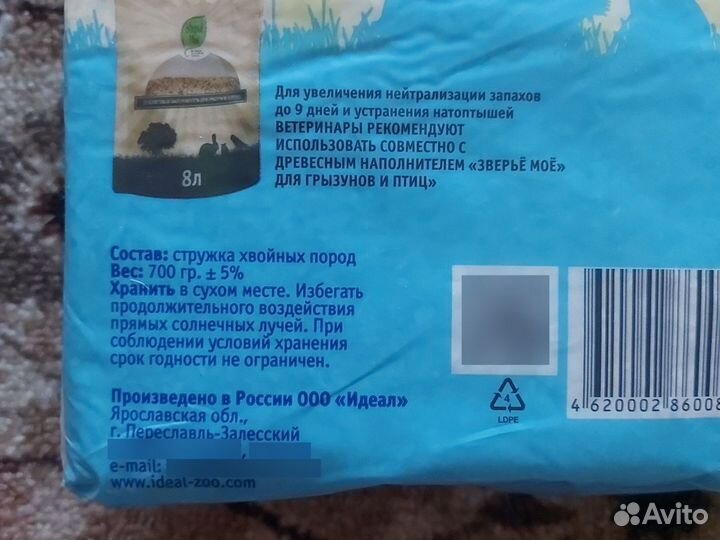 Для увеличения нейтрализации запахов
до 9 дней и устранения натоптышей
ВЕТЕРИНАРЫ РЕКОМЕНДУЮТ
ИСПОЛЬЗОВАТЬ СОВМЕСТНО С
ДРЕВЕСНЫМ НАПОЛНИТЕЛЕМ «ЗВЕРЬЁ МОЁ»
ДЛЯ ГРЫЗУНОВ И ПТИЦ»
8л
Состав: стружка хвойных пород
Вес: 700 гр. ± 5%
Хранить в сухом месте. Избегать
продолжительного воздействия
прямых солнечных лучей. При
соблюдении условий хранения
срок годности не ограничен.
Произведено в России ООО «Идеал»
Ярославская обл.,
г. Переславль-Залесский
e-mail:
www.ideal-zoo.com
4
LDPE
4 620002 86008
Avito